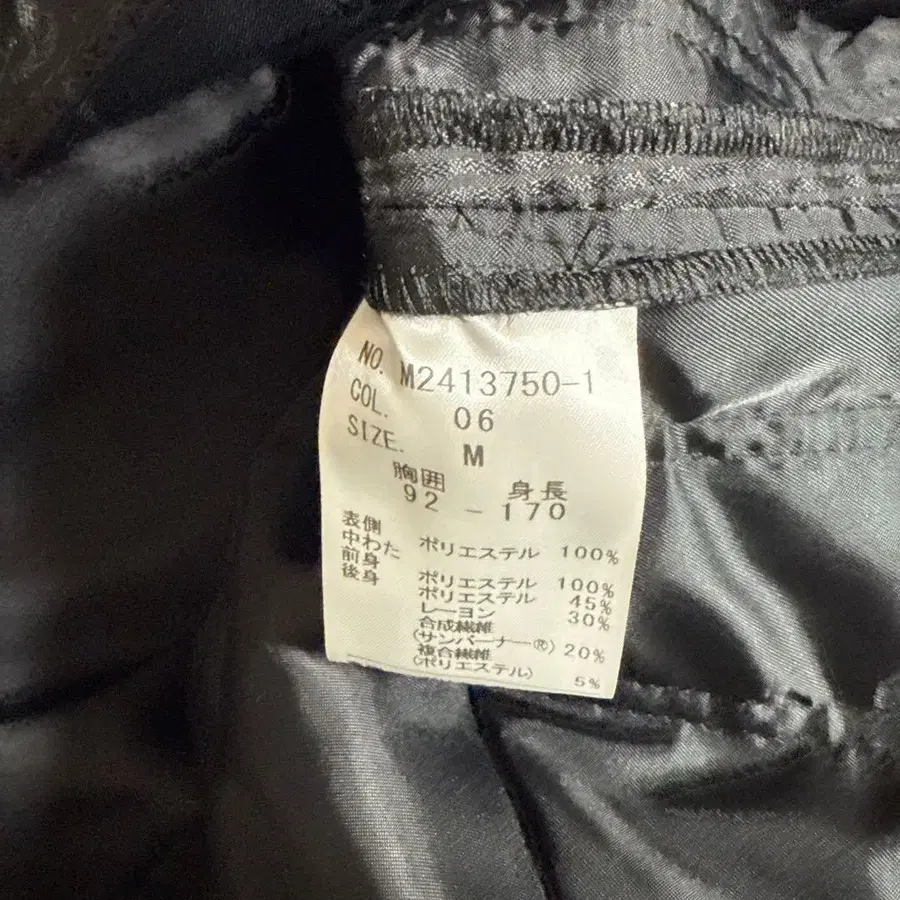 NO. M2413750-1
COL. 06
SIZE. M
胸囲 身長
92 - 170
表側 ポリエステル 100%
中わた
前身 ポリエステル 100%
後身 ポリエステル 45%
レーヨン 30%
合成繊維
(サンバーナー®) 20%
複合繊維
(ポリエステル) 5%